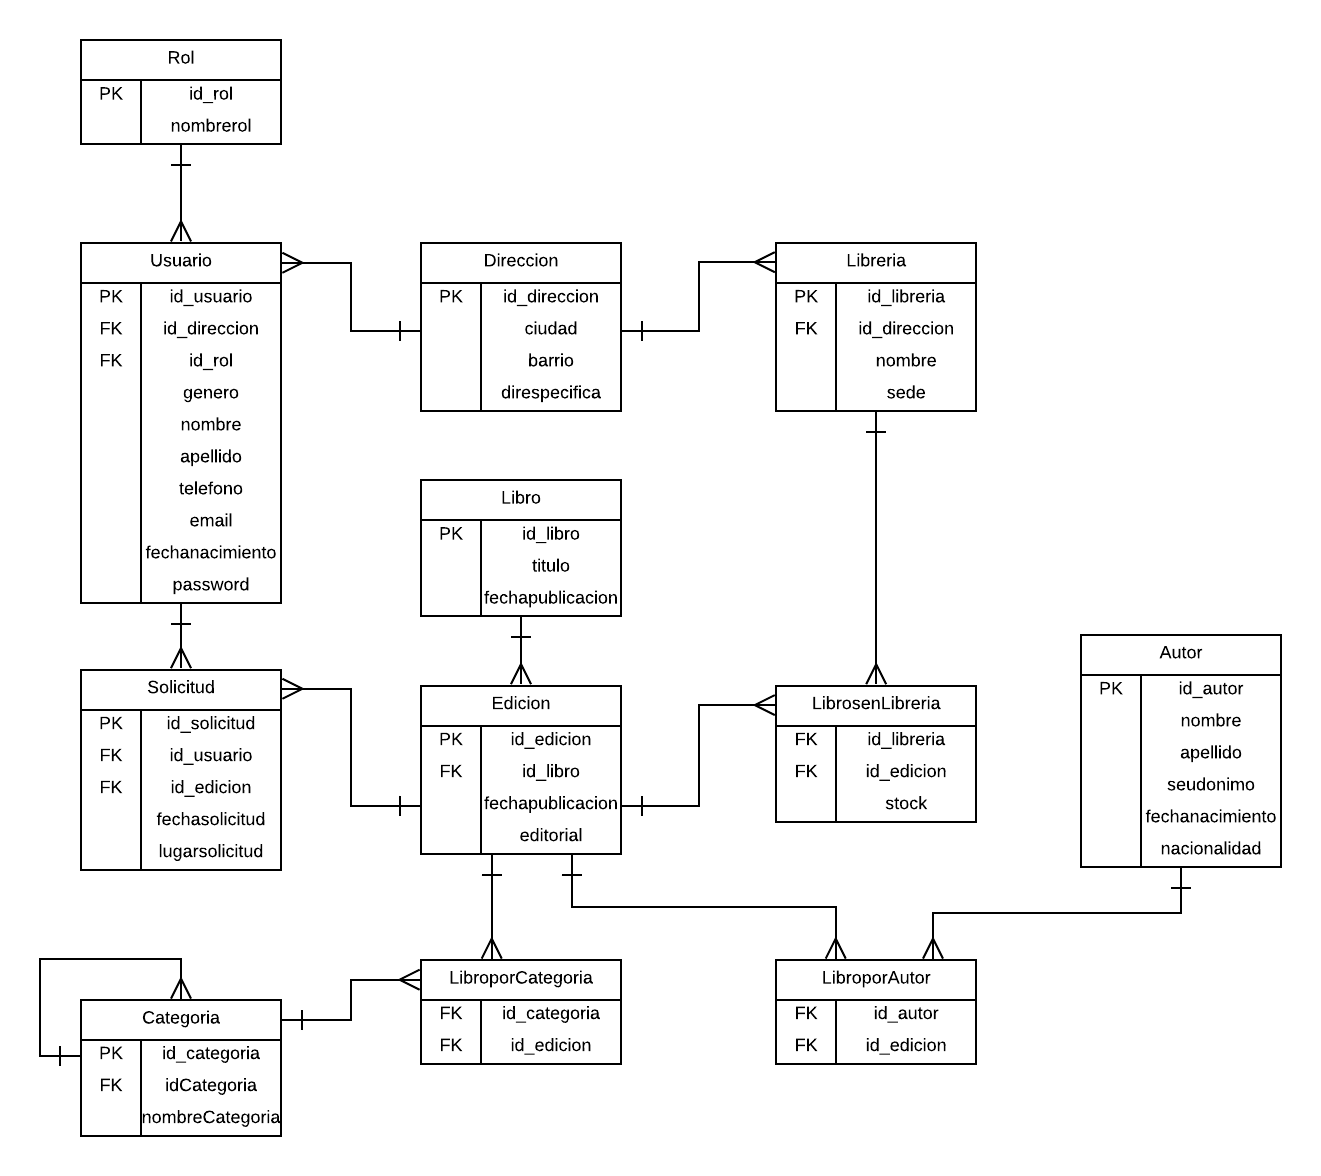 Rol
PK id_rol
nombrerol
Usuario
PK id_usuario
FK id_direccion
FK id_rol
genero
nombre
apellido
telefono
email
fechanacimiento
password
Direccion
PK id_direccion
ciudad
barrio
direspecifica
Libreria
PK id_libreria
FK id_direccion
nombre
sede
Libro
PK id_libro
titulo
fechapublicacion
Solicitud
PK id_solicitud
FK id_usuario
FK id_edicion
fechasolicitud
lugarsolicitud
Edicion
PK id_edicion
FK id_libro
fechapublicacion
editorial
LibrosenLibreria
FK id_libreria
FK id_edicion
stock
Autor
PK id_autor
nombre
apellido
seudonimo
fechanacimiento
nacionalidad
Categoria
PK id_categoria
FK idCategoria
nombreCategoria
LibroporCategoria
FK id_categoria
FK id_edicion
LibroporAutor
FK id_autor
FK id_edicion